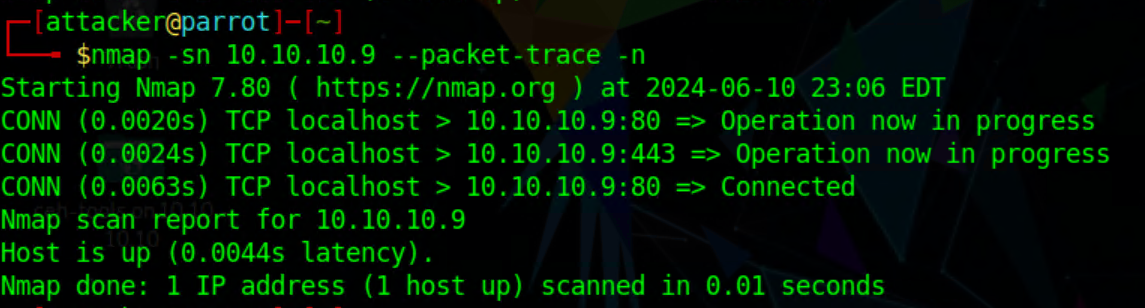 [attacker@parrot]-[~]
$nmap -sn 10.10.10.9 --packet-trace -n
Starting Nmap 7.80 ( https://nmap.org ) at 2024-06-10 23:06 EDT
CONN (0.0020s) TCP localhost > 10.10.10.9:80 => Operation now in progress
CONN (0.0024s) TCP localhost > 10.10.10.9:443 => Operation now in progress
CONN (0.0063s) TCP localhost > 10.10.10.9:80 => Connected
Nmap scan report for 10.10.10.9
Host is up (0.0044s latency).
Nmap done: 1 IP address (1 host up) scanned in 0.01 seconds